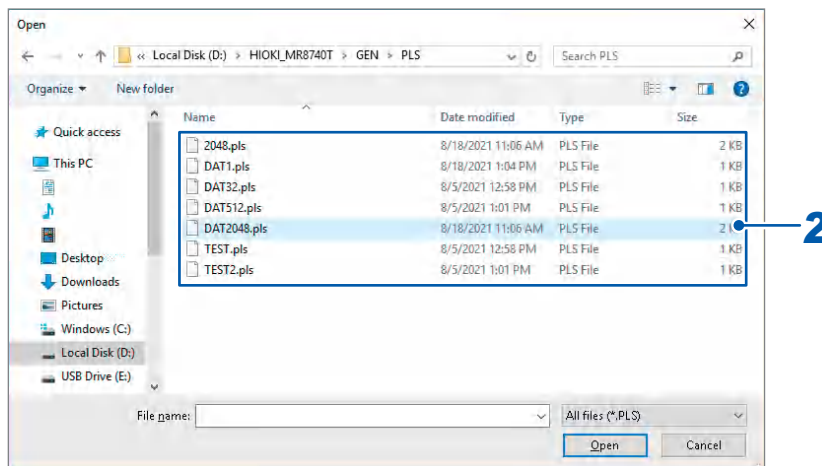 Open
« Local Disk (D:) > HIOKI_MR8740T > GEN > PLS
Search PLS
Organize
New folder
Name Date modified Type Size
Quick access
This PC
Desktop
Downloads
Pictures
Windows (C:)
Local Disk (D:)
USB Drive (E:)
2048.pls 8/18/2021 11:06 AM PLS File 2 KB
DAT1.pls 8/18/2021 1:04 PM PLS File 1 KB
DAT32.pls 8/5/2021 12:58 PM PLS File 1 KB
DAT512.pls 8/5/2021 1:01 PM PLS File 1 KB
DAT2048.pls 8/18/2021 11:06 AM PLS File 2 K
TEST.pls 8/5/2021 12:58 PM PLS File 1 KB
TEST2.pls 8/5/2021 1:01 PM PLS File 1 KB
2
File name:
All files (*.PLS)
Open Cancel